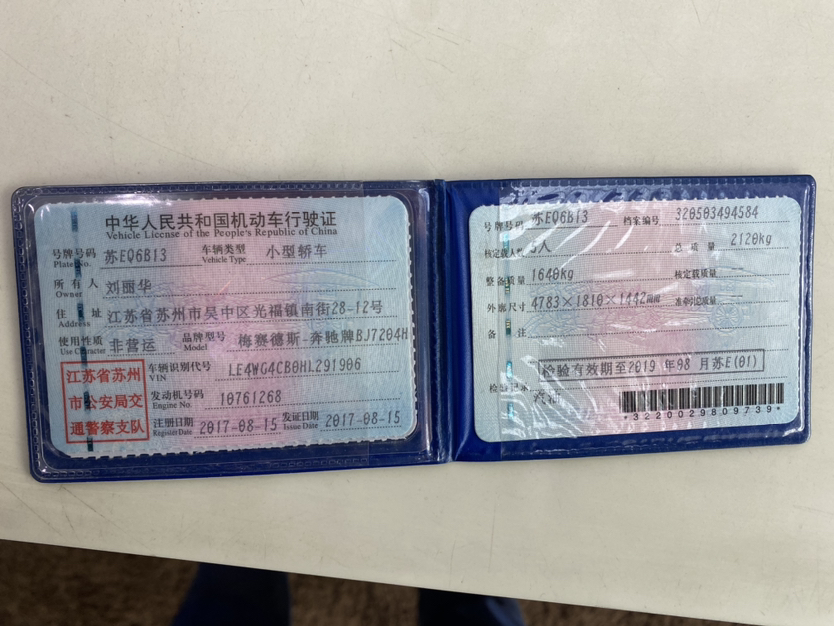 中华人民共和国机动车行驶证
Vehicle License of the People's Republic of China
号牌号码 苏EQ6B13 车辆类型 小型轿车
Plate No. Vehicle Type
所有人 刘丽华
Owner
住址 江苏省苏州市吴中区光福镇南街28-12号
Address
使用性质 非营运 品牌型号 梅赛德斯-奔驰牌BJ7204H
Use Character Model
江苏省苏州
市公安局交
通警察支队
车辆识别代号 LE4WG4CB0HL291906
VIN
发动机号码 10761268
Engine No.
注册日期 2017-08-15 发证日期 2017-08-15
Register Date Issue Date
号牌号码 苏EQ6B13 档案编号 320503494584
核定载人数 5人 总质量 2120kg
整备质量 1640kg 核定载质量 --
外廓尺寸 4783×1810×1442mm 准牵引总质量 --
备注
检验有效期至2019 年98 月苏E(01)
检验记录
汽油
*3220029809739*